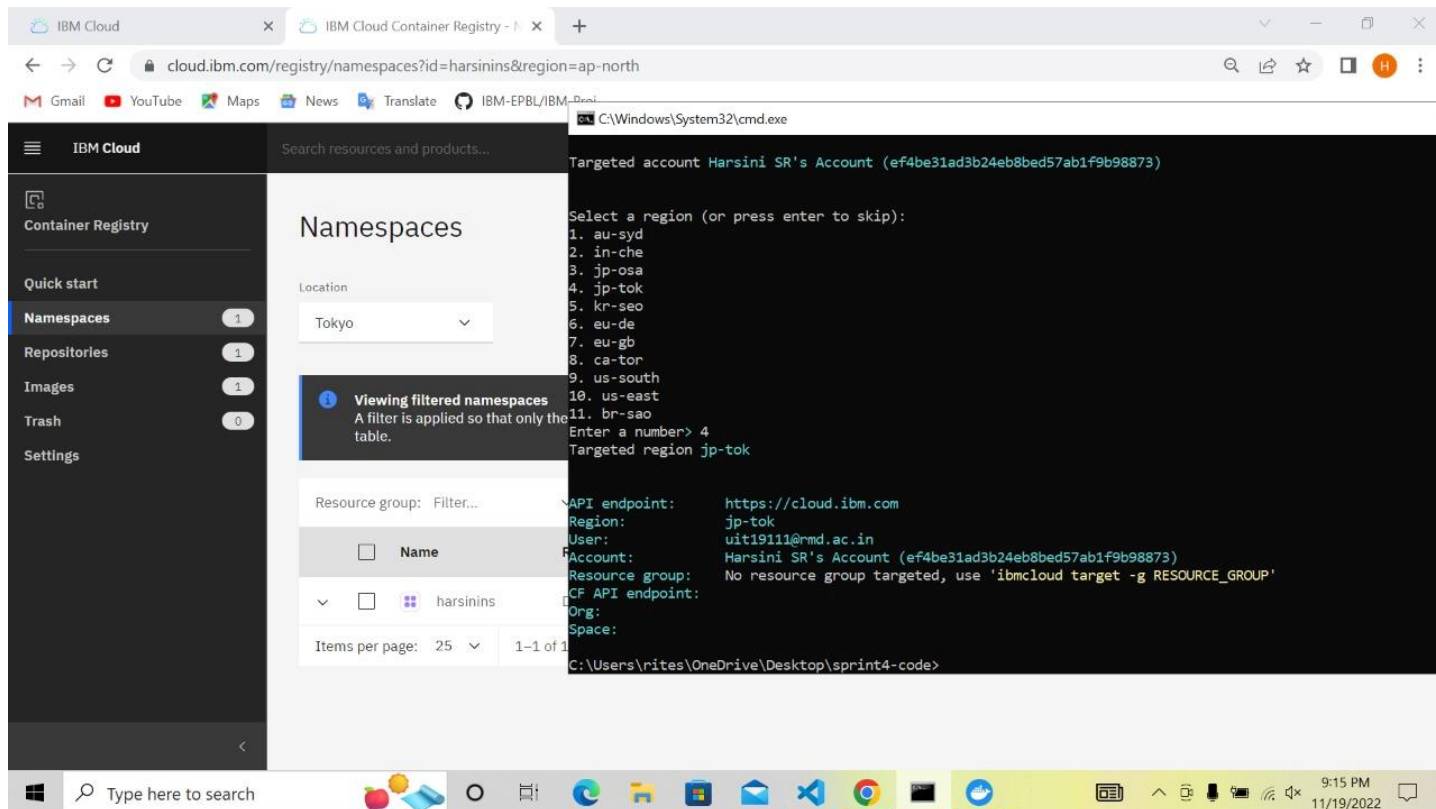 IBM Cloud
IBM Cloud Container Registry - N
cloud.ibm.com/registry/namespaces?id=harsinins&region=ap-north
H
Gmail YouTube Maps News Translate IBM-EPBL/IBM-Proj
C:\Windows\System32\cmd.exe
IBM Cloud
Search resources and products...
Container Registry
Quick start
Namespaces 1
Repositories 1
Images 1
Trash 0
Settings
Namespaces
Location
Tokyo
Viewing filtered namespaces
A filter is applied so that only the
table.
Resource group: Filter...
Name
harsinins
Items per page: 25 1–1 of 1
Targeted account Harsini SR's Account (ef4be31ad3b24eb8bed57ab1f9b98873)
Select a region (or press enter to skip):
1. au-syd
2. in-che
3. jp-osa
4. jp-tok
5. kr-seo
6. eu-de
7. eu-gb
8. ca-tor
9. us-south
10. us-east
11. br-sao
Enter a number> 4
Targeted region jp-tok
API endpoint: https://cloud.ibm.com
Region: jp-tok
User: uit19111@rmd.ac.in
Account: Harsini SR's Account (ef4be31ad3b24eb8bed57ab1f9b98873)
Resource group: No resource group targeted, use 'ibmcloud target -g RESOURCE_GROUP'
CF API endpoint:
Org:
Space:
C:\Users\rites\OneDrive\Desktop\sprint4-code>
Type here to search
9:15 PM
11/19/2022